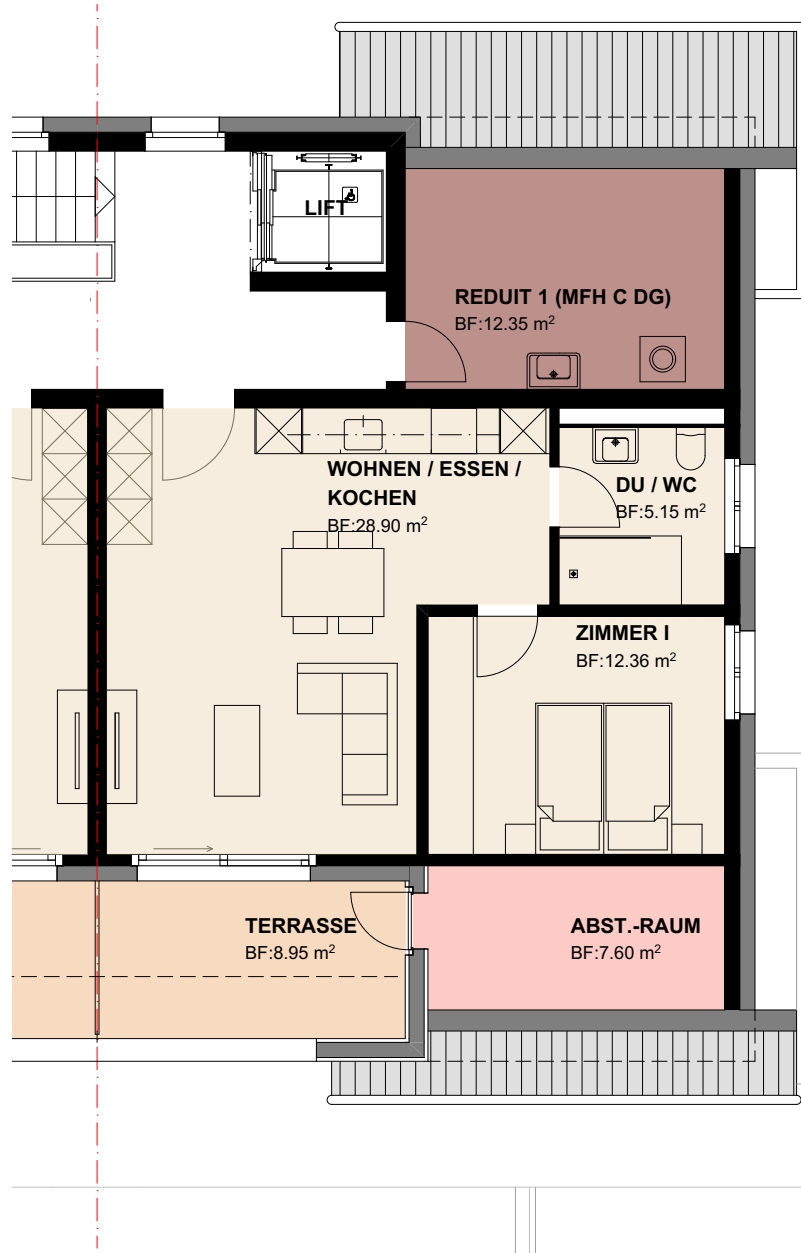 LIFT
REDUIT 1 (MFH C DG)
BF:12.35 m²
WOHNEN / ESSEN /
KOCHEN
BF:28.90 m²
DU / WC
BF:5.15 m²
ZIMMER I
BF:12.36 m²
TERRASSE
BF:8.95 m²
ABST.-RAUM
BF:7.60 m²